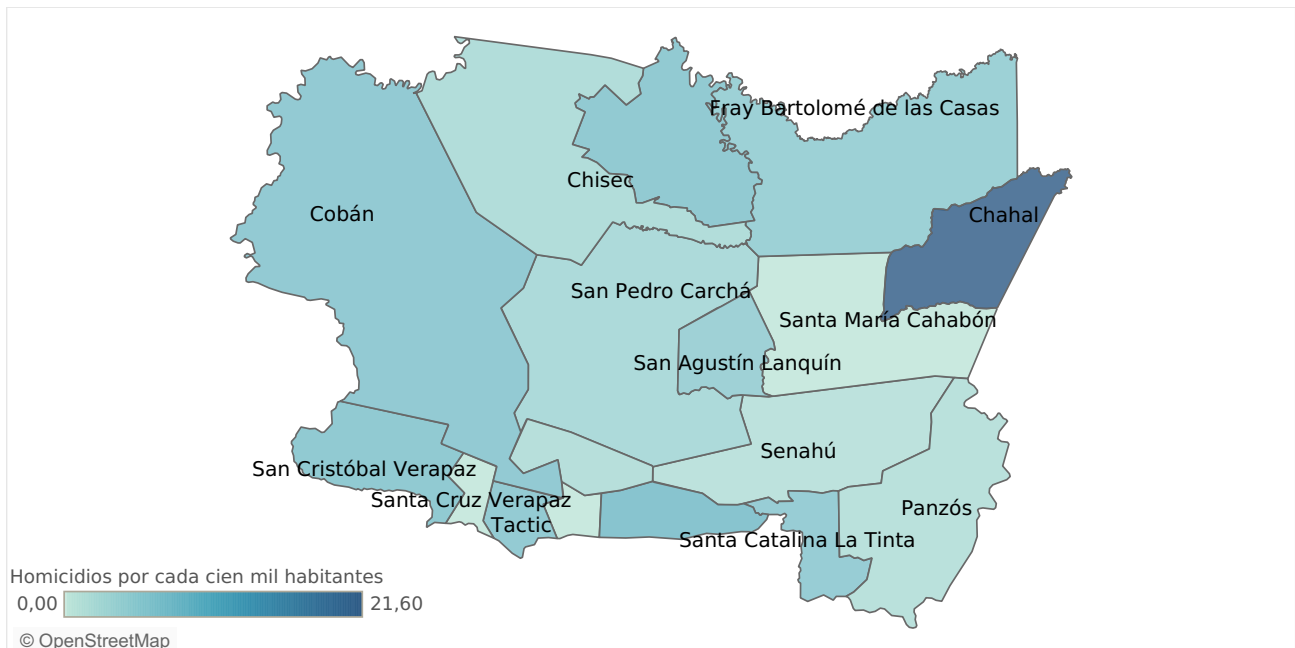 Fray Bartolomé de las Casas
Chisec
Cobán
Chahal
San Pedro Carchá
Santa María Cahabón
San Agustín Lanquín
Senahú
San Cristóbal Verapaz
Santa Cruz Verapaz
Panzós
Tactic
Santa Catalina La Tinta
Homicidios por cada cien mil habitantes
0,00 21,60
© OpenStreetMap